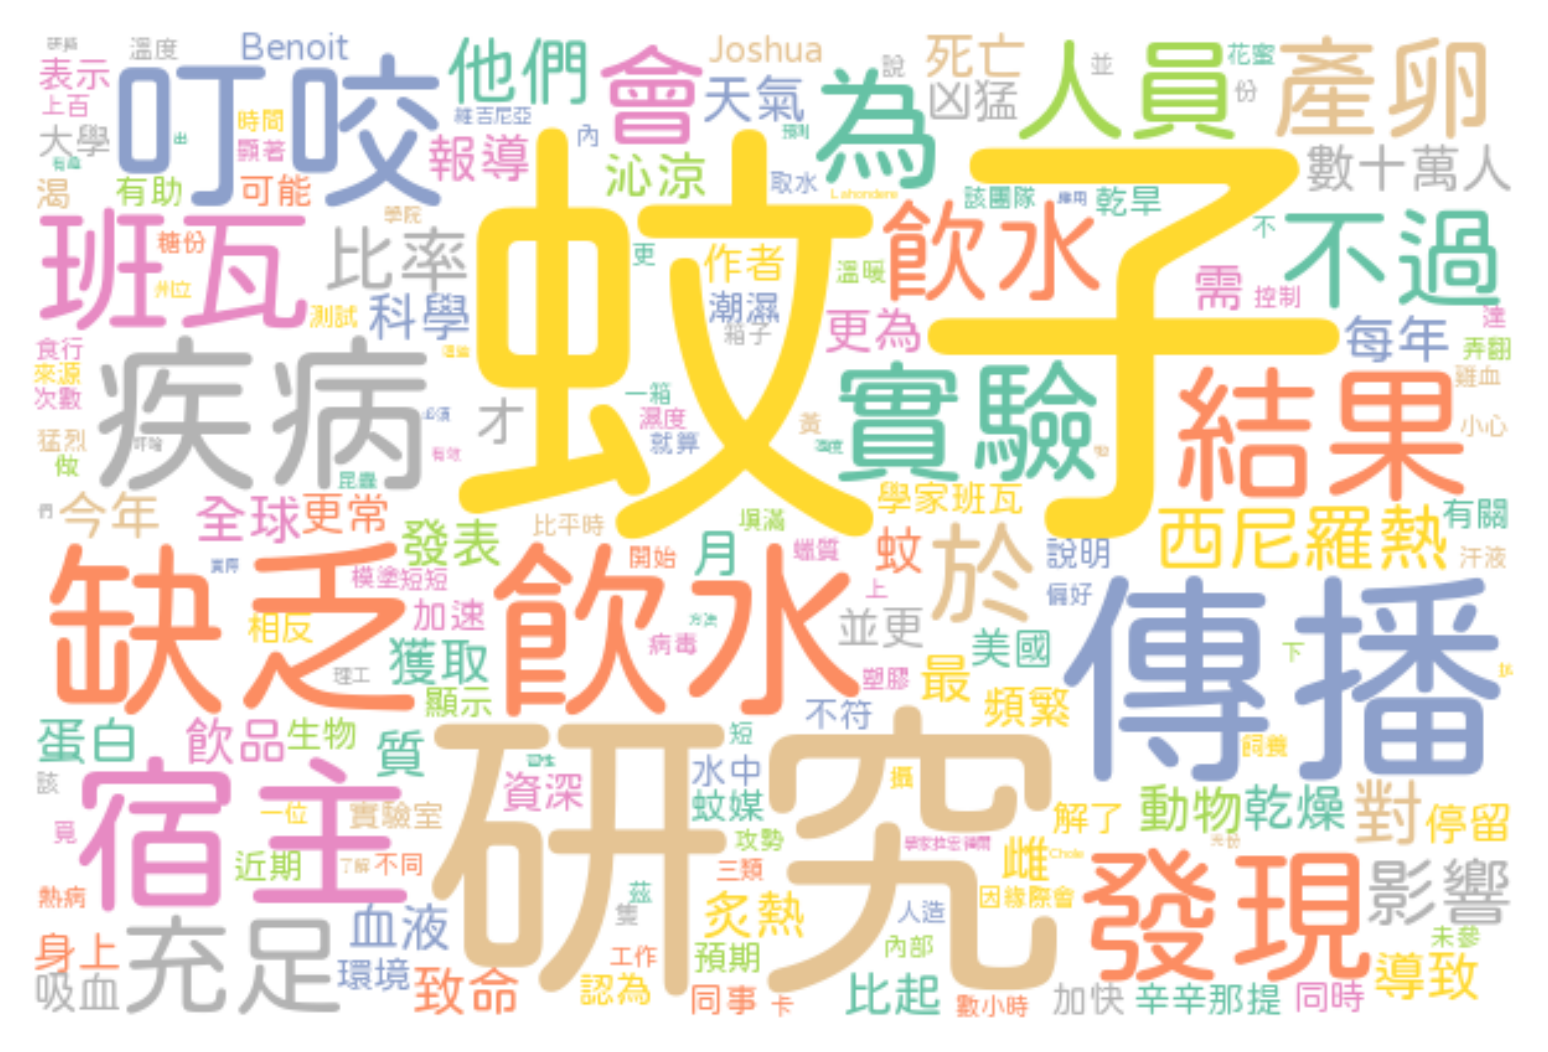 溫度
Benoit
他們
會
Joshua
死亡
人員
並
花蜜
產卵
表示
叮咬
天氣
為
說
凶猛
份
上百
時間
維吉尼亞
內
預測
大學
出
顯著
報導
沁涼
取水
數十萬人
有趣
渴
有助
可能
蚊子
Lahondere
該團隊
乾旱
學院
班瓦
糖份
比率
更
作者
飲水
不
不過
溫暖
需
控制
州立
測試
科學
潮濕
箱子
更為
每年
弄翻
食行
來源
次數
疾病
才
一箱
濕度
就算
黃
實驗
結果
雞血
小心
猛烈
做
必須
有效
昆蟲
們
今年
全球
更常
發表
比平時
填滿
學家班瓦
西尼羅熱
有關
開始
月
蠟質
蚊
於
說明
汗液
缺乏
模塗
短短
飲水
上
偏好
傳播
加速
相反
方法
病毒
並更
美國
下
理工
獲取
塑膠
最
頻繁
顯示
不符
蛋白
飲品
生物
質
研究
短
水中
飼養
該
宿主
資深
蚊媒
攝
解了
動物
乾燥
對
停留
一位
實驗室
覓
攻勢
雌
Chole
近期
了解
不同
三類
發現
影響
熱病
茲
隻
炙熱
人造
因緣際會
血液
充足
內部
未參
身上
吸血
環境
致命
工作
認為
預期
同事
卡
比起
數小時
加快
辛辛那提
同時
導致